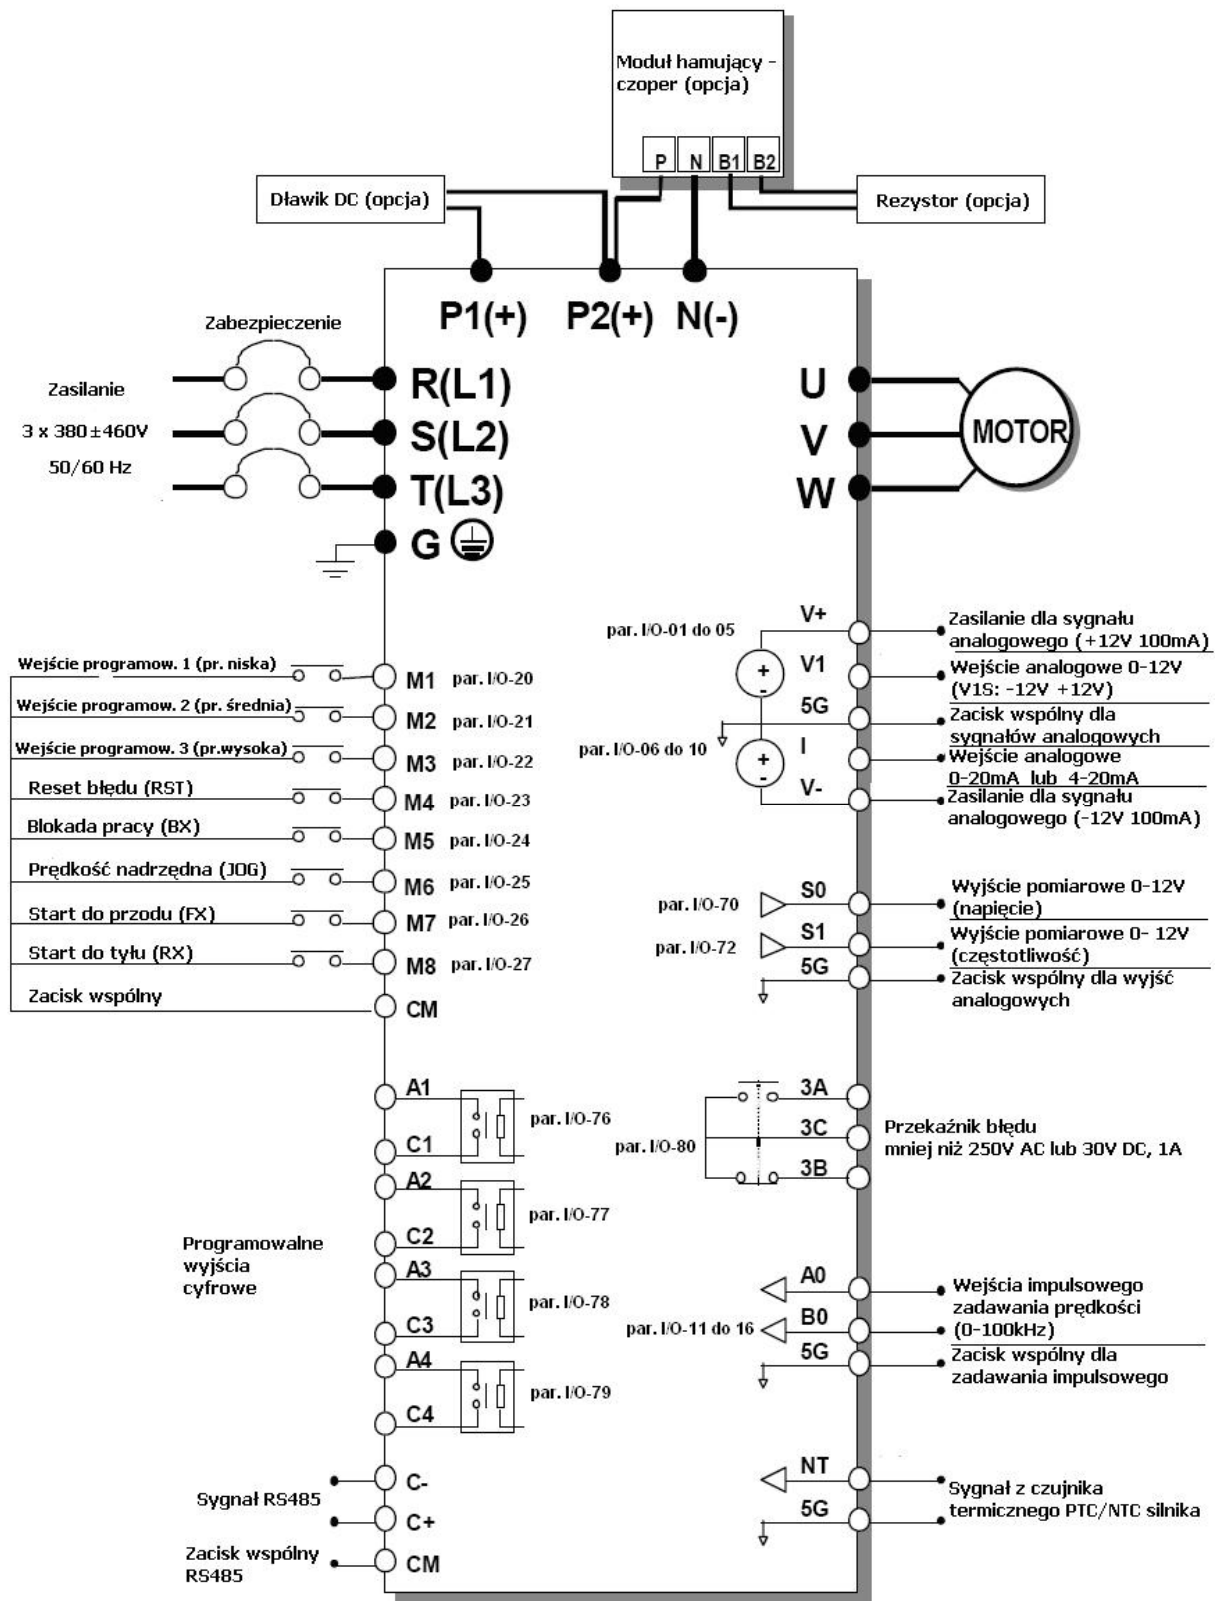 Moduł hamujący -
czoper (opcja)
P N B1 B2
Dławik DC (opcja)
Rezystor (opcja)
P1(+) P2(+) N(-)
Zabezpieczenie
Zasilanie
3 x 380±460V
50/60 Hz
R(L1)
S(L2)
T(L3)
G
U
V
W
MOTOR
Wejście programow. 1 (pr. niska)
M1 par. I/O-20
Wejście programow. 2 (pr. średnia)
M2 par. I/O-21
Wejście programow. 3 (pr.wysoka)
M3 par. I/O-22
Reset błędu (RST)
M4 par. I/O-23
Blokada pracy (BX)
M5 par. I/O-24
Prędkość nadrzędna (JOG)
M6 par. I/O-25
Start do przodu (FX)
M7 par. I/O-26
Start do tyłu (RX)
M8 par. I/O-27
Zacisk wspólny
CM
par. I/O-01 do 05
V+
Zasilanie dla sygnału
analogowego (+12V 100mA)
+
-
V1
Wejście analogowe 0-12V
(V1S: -12V +12V)
5G
Zacisk wspólny dla
sygnałów analogowych
par. I/O-06 do 10
+
-
I
Wejście analogowe
0-20mA lub 4-20mA
V-
Zasilanie dla sygnału
analogowego (-12V 100mA)
par. I/O-70
S0
Wyjście pomiarowe 0-12V
(napięcie)
par. I/O-72
S1
Wyjście pomiarowe 0- 12V
(częstotliwość)
5G
Zacisk wspólny dla wyjść
analogowych
A1
C1
par. I/O-76
A2
C2
par. I/O-77
Programowalne
wyjścia
cyfrowe
A3
C3
par. I/O-78
A4
C4
par. I/O-79
par. I/O-80
3A
3C
3B
Przekaźnik błędu
mniej niż 250V AC lub 30V DC, 1A
par. I/O-11 do 16
A0
B0
Wejścia impulsowego
zadawania prędkości
(0-100kHz)
5G
Zacisk wspólny dla
zadawania impulsowego
Sygnał RS485
C-
C+
Zacisk wspólny
RS485
CM
NT
5G
Sygnał z czujnika
termicznego PTC/NTC silnika